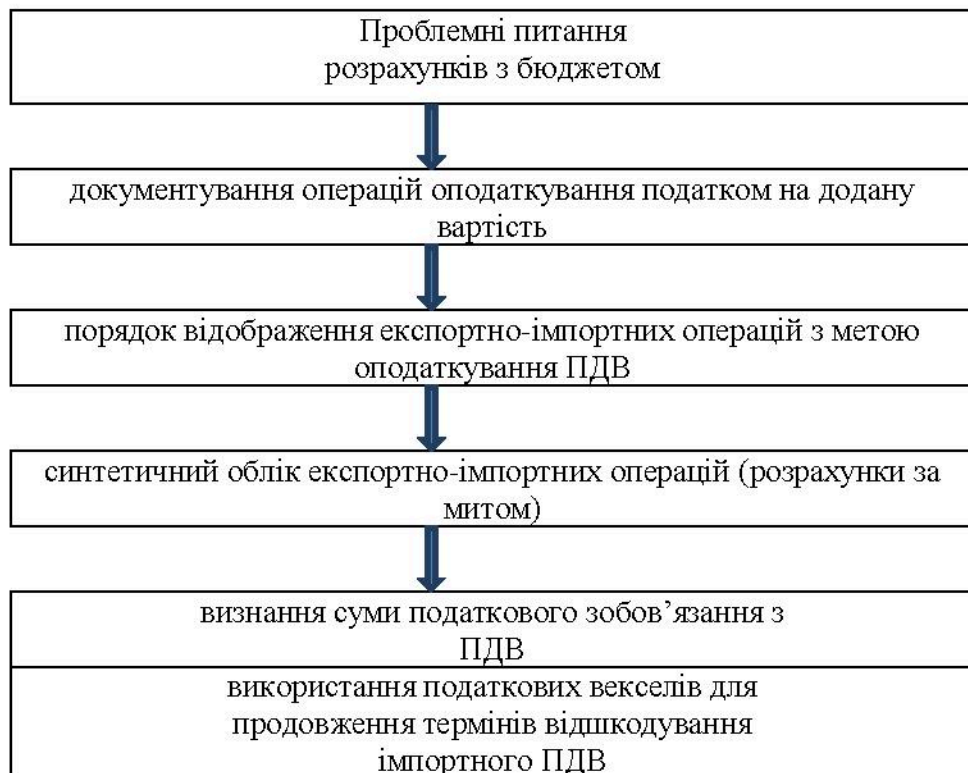 Проблемні питання
розрахунків з бюджетом
документування операцій оподаткування податком на додану
вартість
порядок відображення експортно-імпортних операцій з метою
оподаткування ПДВ
синтетичний облік експортно-імпортних операцій (розрахунки за
митом)
визнання суми податкового зобов’язання з
ПДВ
використання податкових векселів для
продовження термінів відшкодування
імпортного ПДВ